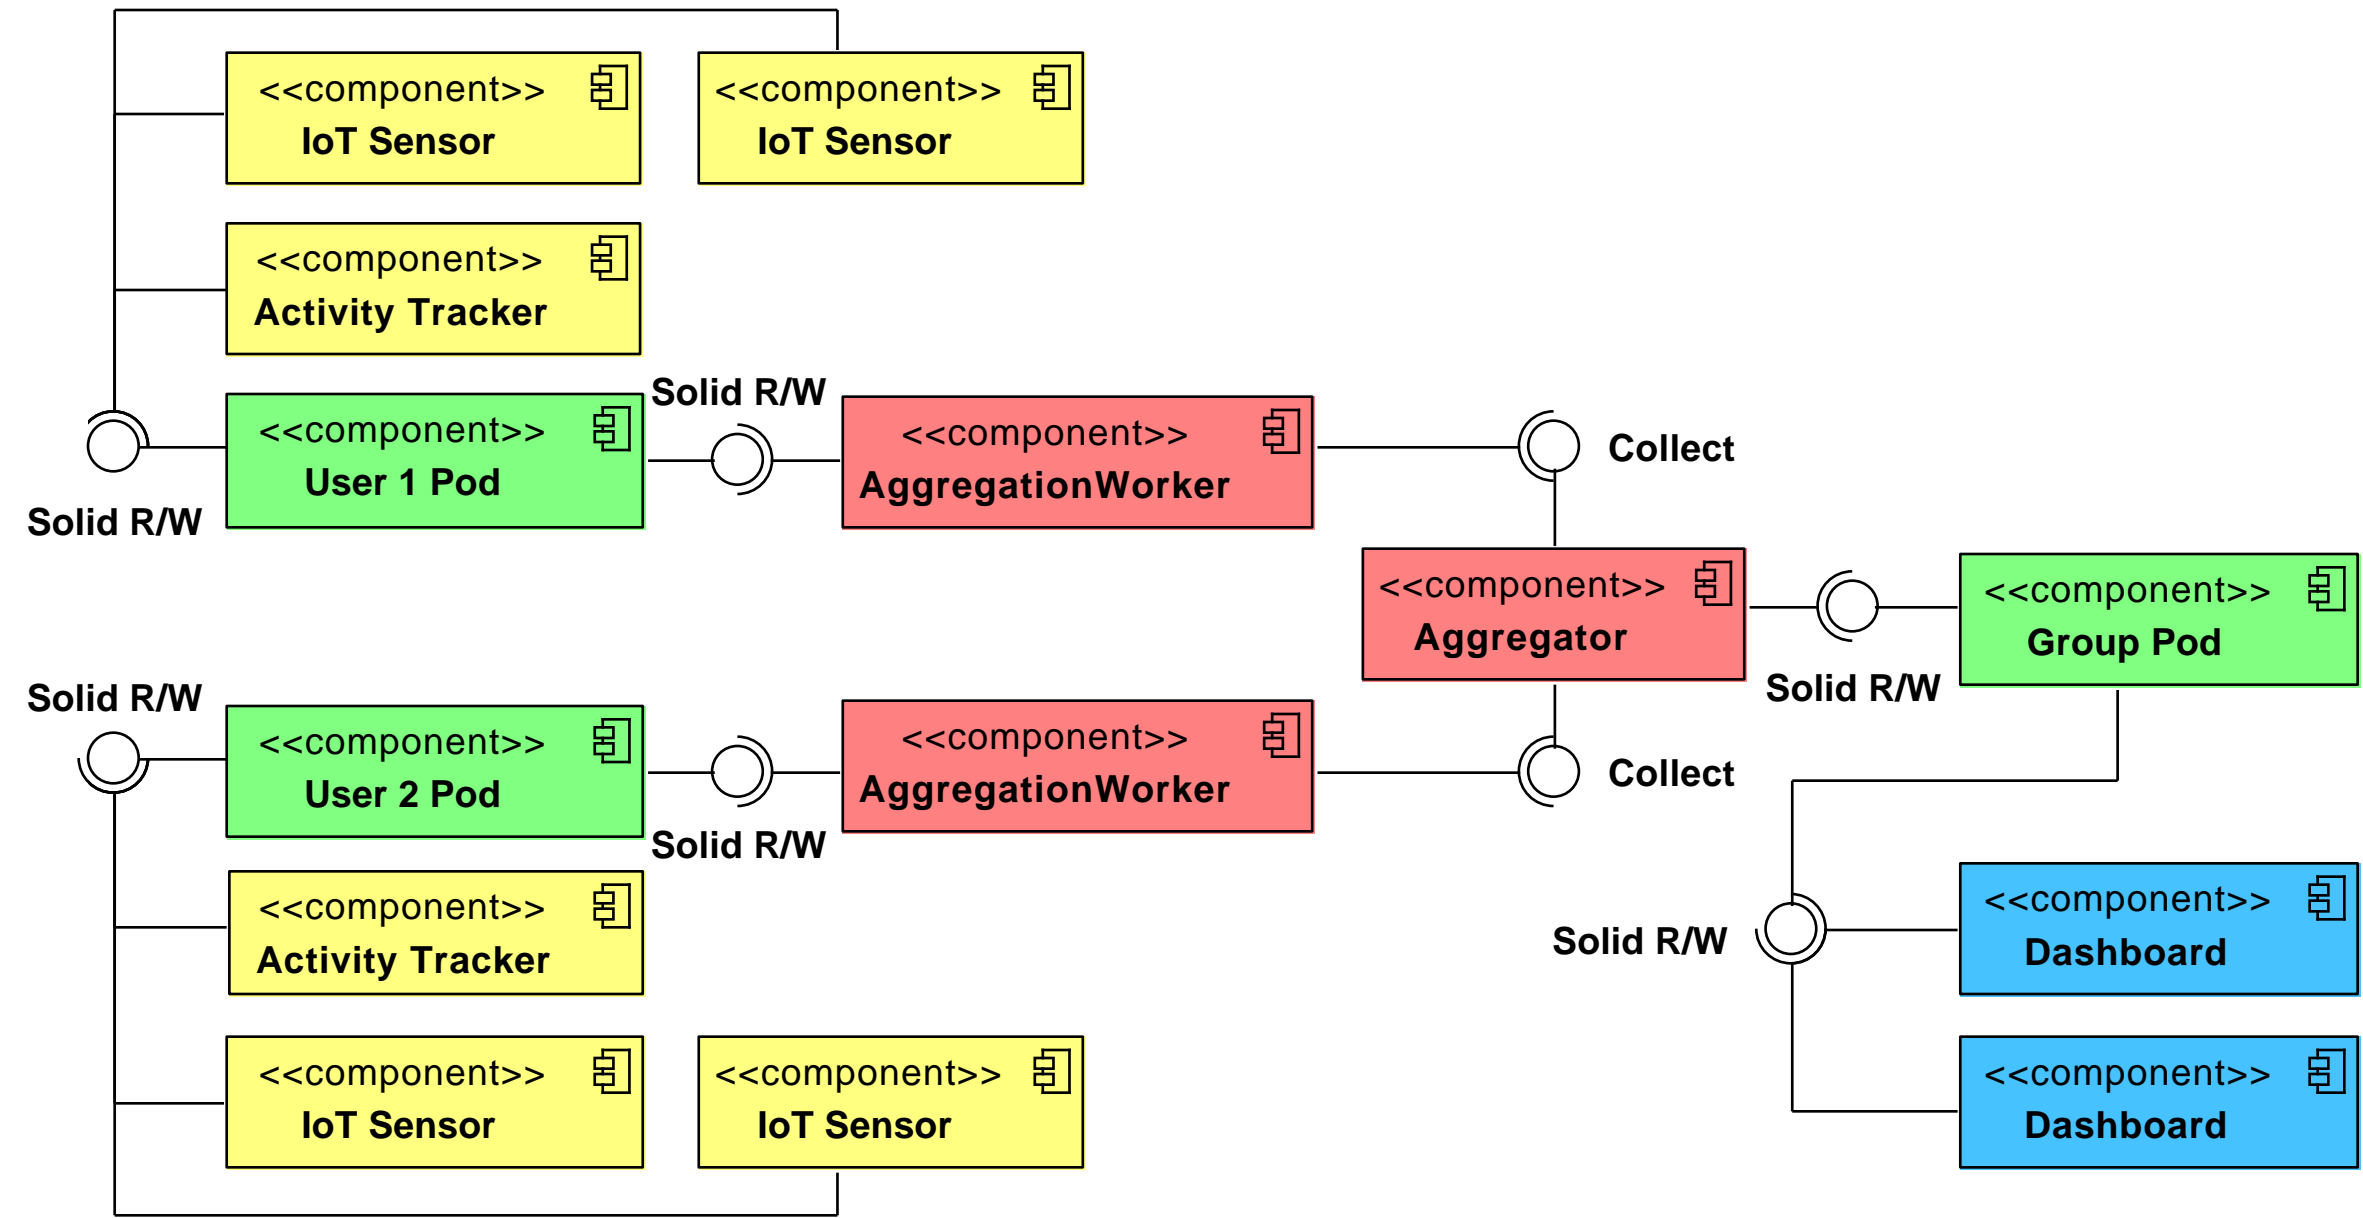 <<component>>
IoT Sensor
<<component>>
IoT Sensor
<<component>>
Activity Tracker
Solid R/W
<<component>>
User 1 Pod
Solid R/W
<<component>>
AggregationWorker
Collect
<<component>>
Aggregator
Solid R/W
<<component>>
Group Pod
Solid R/W
<<component>>
User 2 Pod
Solid R/W
<<component>>
AggregationWorker
Collect
<<component>>
Activity Tracker
Solid R/W
<<component>>
Dashboard
<<component>>
IoT Sensor
<<component>>
IoT Sensor
<<component>>
Dashboard